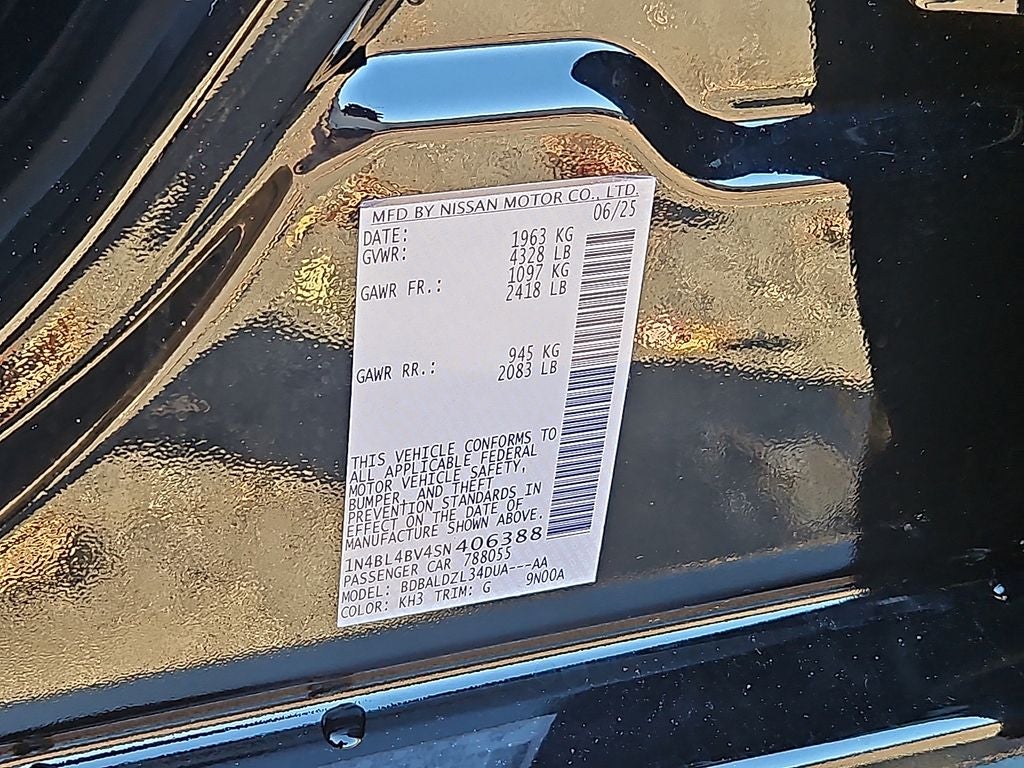 MFD BY NISSAN MOTOR CO., LTD.
DATE: 06/25
GVWR: 1963 KG
4328 LB
GAWR FR.: 1097 KG
2418 LB
GAWR RR.: 945 KG
2083 LB
THIS VEHICLE CONFORMS TO
ALL APPLICABLE FEDERAL
MOTOR VEHICLE SAFETY,
BUMPER, AND THEFT
PREVENTION STANDARDS IN
EFFECT ON THE DATE OF
MANUFACTURE SHOWN ABOVE.
1N4BL4BV4SN406388
PASSENGER CAR 788055
MODEL: BDBALDZL34DUA---AA
COLOR: KH3 TRIM: G 9N00A